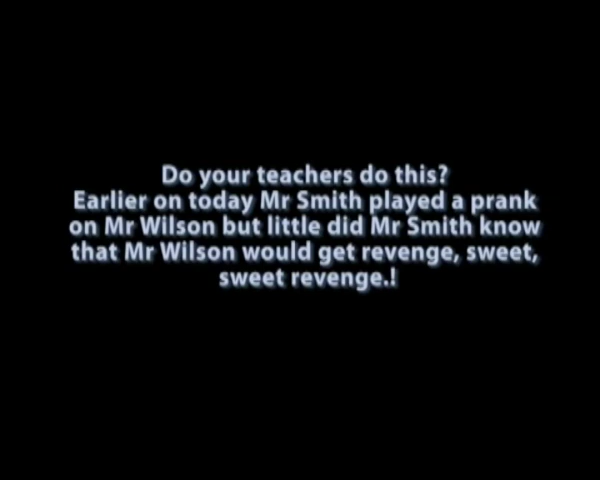 Do your teachers do this?
Earlier on today Mr Smith played a prank
on Mr Wilson but little did Mr Smith know
that Mr Wilson would get revenge, sweet,
sweet revenge.!